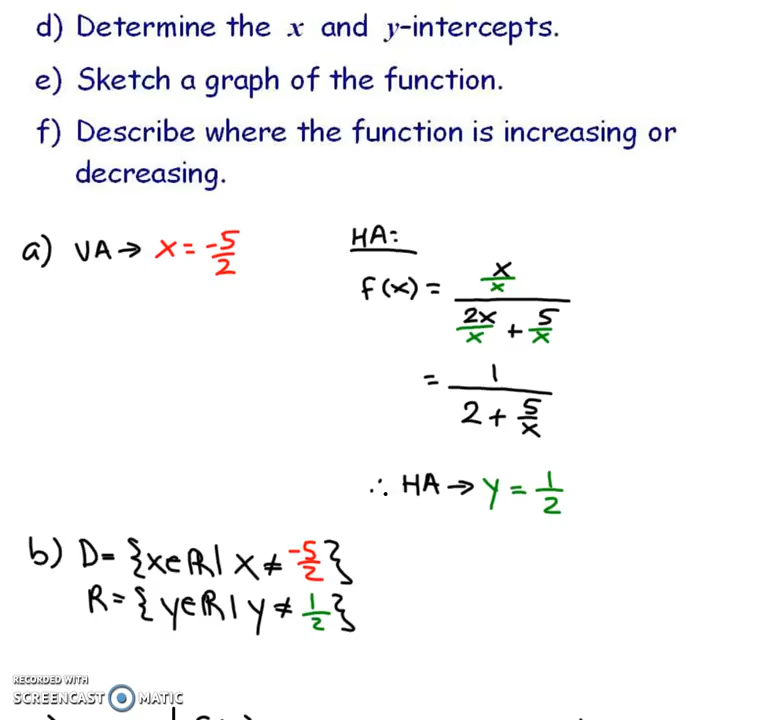 d) Determine the x and y-intercepts.
e) Sketch a graph of the function.
f) Describe where the function is increasing or
decreasing.
a) VA → x = -5/2
HA:
f(x) = (x/x) / (2x/x + 5/x)
= 1 / (2 + 5/x)
∴ HA → y = 1/2
b) D = {x∈ℝ | x ≠ -5/2}
R = {y∈ℝ | y ≠ 1/2}
RECORDED WITH
SCREENCAST MATIC